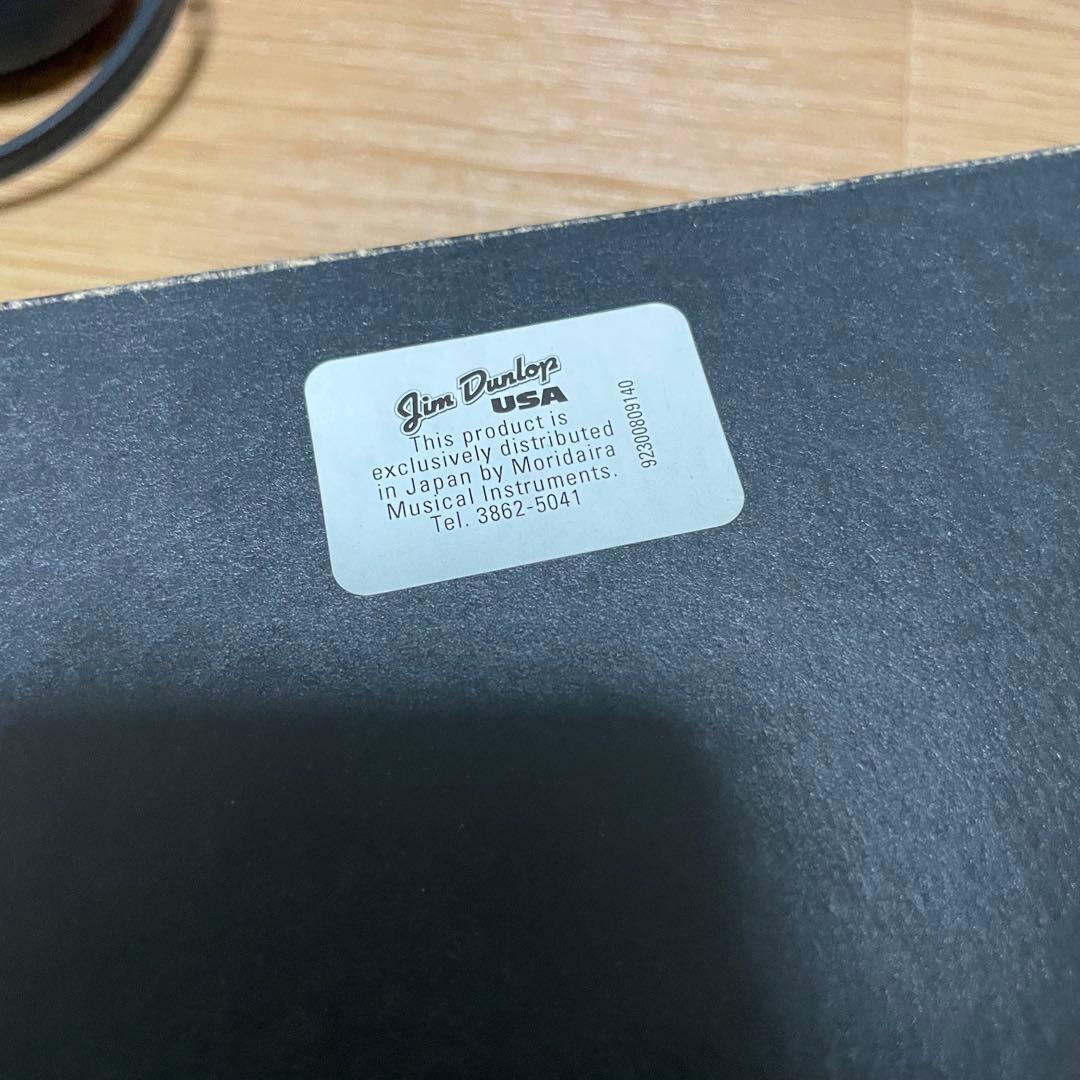 Jim Dunlop
USA
This product is
exclusively distributed
in Japan by Moridaira
Musical Instruments.
Tel. 3862-5041
92300809140